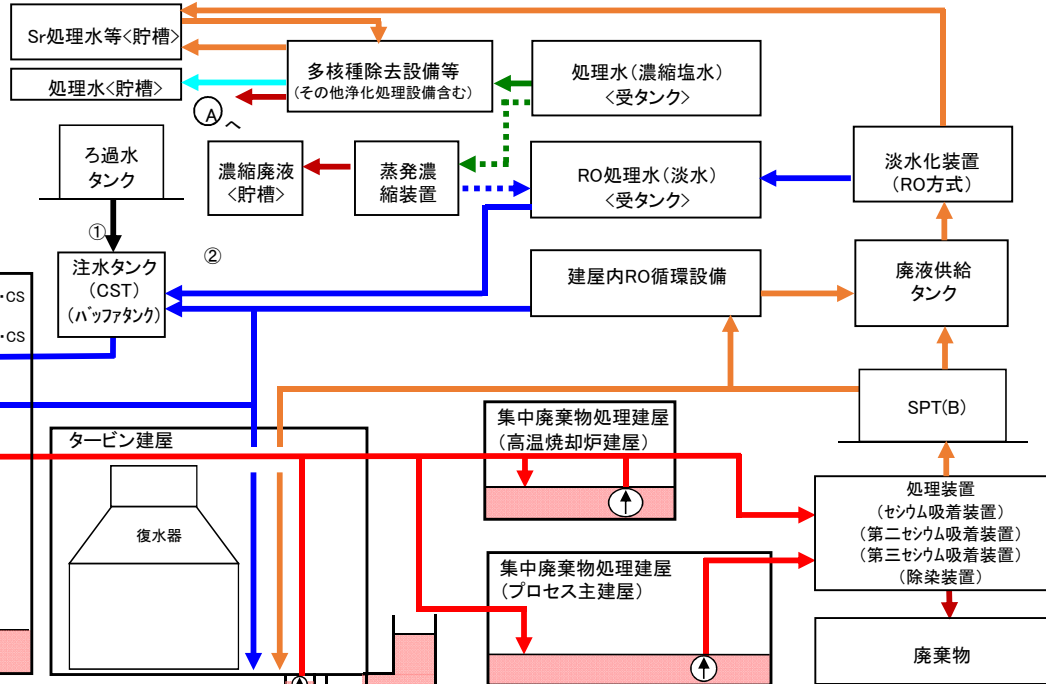 Sr処理水等<貯槽>
処理水<貯槽>
多核種除去設備等
(その他浄化処理設備含む)
処理水(濃縮塩水)
<受タンク>
A へ
ろ過水
タンク
濃縮廃液
<貯槽>
蒸発濃
縮装置
RO処理水(淡水)
<受タンク>
淡水化装置
(RO方式)
①
②
注水タンク
(CST)
(バッファタンク)
建屋内RO循環設備
廃液供給
タンク
・CS
・CS
SPT(B)
タービン建屋
集中廃棄物処理建屋
(高温焼却炉建屋)
復水器
処理装置
(セシウム吸着装置)
(第二セシウム吸着装置)
(第三セシウム吸着装置)
(除染装置)
集中廃棄物処理建屋
(プロセス主建屋)
廃棄物